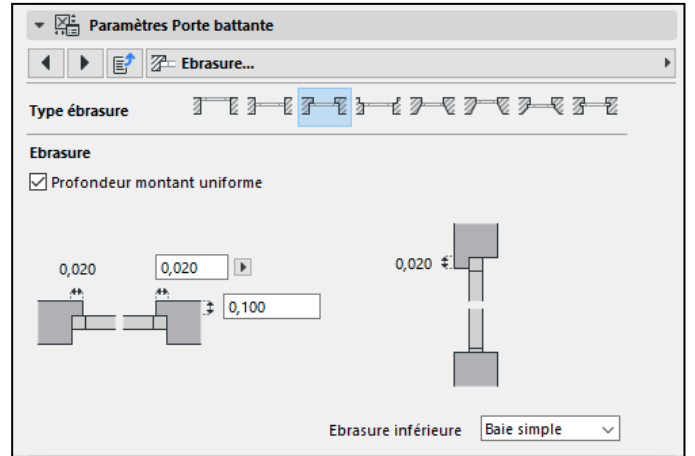 Paramètres Porte battante
Ebrasure...
Type ébrasure
Ebrasure
Profondeur montant uniforme
0,020 0,020 0,020
0,100
Ebrasure inférieure Baie simple